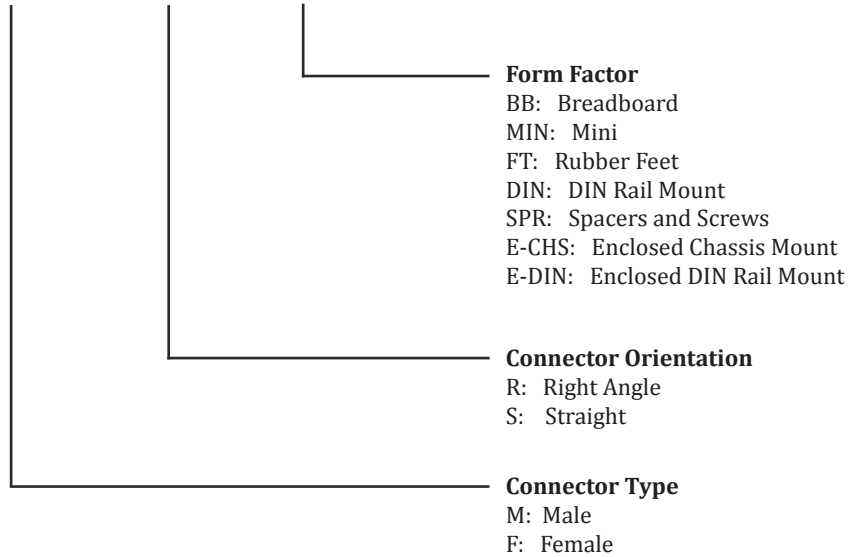 Form Factor
BB: Breadboard
MIN: Mini
FT: Rubber Feet
DIN: DIN Rail Mount
SPR: Spacers and Screws
E-CHS: Enclosed Chassis Mount
E-DIN: Enclosed DIN Rail Mount
Connector Orientation
R: Right Angle
S: Straight
Connector Type
M: Male
F: Female